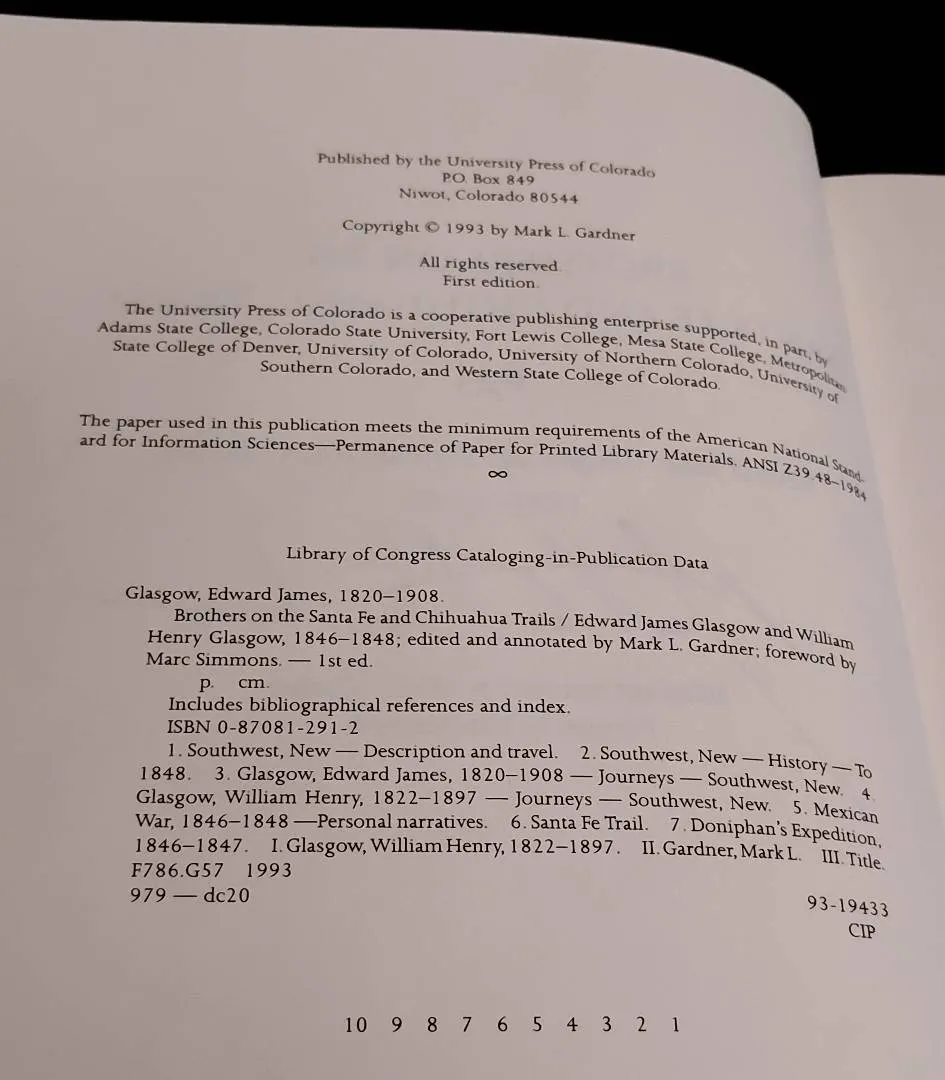 Published by the University Press of Colorado
P.O. Box 849
Niwot, Colorado 80544
Copyright © 1993 by Mark L. Gardner
All rights reserved.
First edition.
The University Press of Colorado is a cooperative publishing enterprise supported, in part, by
Adams State College, Colorado State University, Fort Lewis College, Mesa State College, Metropolitan
State College of Denver, University of Colorado, University of Northern Colorado, University of
Southern Colorado, and Western State College of Colorado.
The paper used in this publication meets the minimum requirements of the American National Stand-
ard for Information Sciences—Permanence of Paper for Printed Library Materials. ANSI Z39.48–1984
∞
Library of Congress Cataloging-in-Publication Data
Glasgow, Edward James, 1820–1908.
Brothers on the Santa Fe and Chihuahua Trails / Edward James Glasgow and William
Henry Glasgow, 1846–1848; edited and annotated by Mark L. Gardner; foreword by
Marc Simmons. — 1st ed.
p. cm.
Includes bibliographical references and index.
ISBN 0-87081-291-2
1. Southwest, New — Description and travel. 2. Southwest, New — History — To
1848. 3. Glasgow, Edward James, 1820–1908 — Journeys — Southwest, New. 4.
Glasgow, William Henry, 1822–1897 — Journeys — Southwest, New. 5. Mexican
War, 1846–1848 —Personal narratives. 6. Santa Fe Trail. 7. Doniphan's Expedition,
1846–1847. I. Glasgow, William Henry, 1822–1897. II. Gardner, Mark L. III. Title.
F786.G57 1993
979 — dc20
93-19433
CIP
10 9 8 7 6 5 4 3 2 1